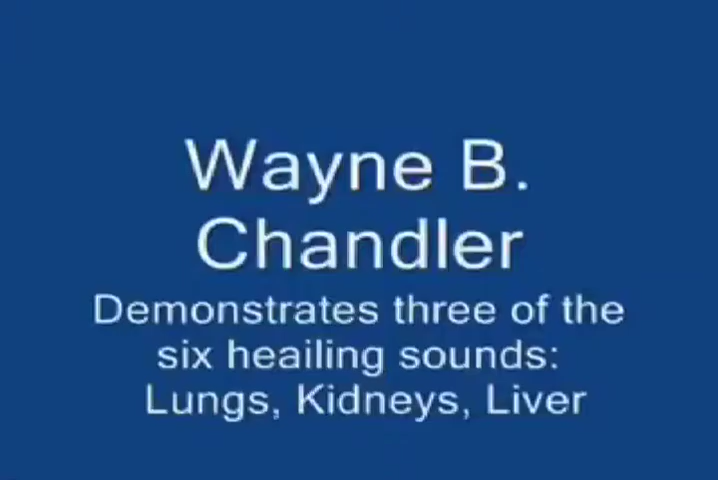 Wayne B.
Chandler
Demonstrates three of the
six heailing sounds:
Lungs, Kidneys, Liver